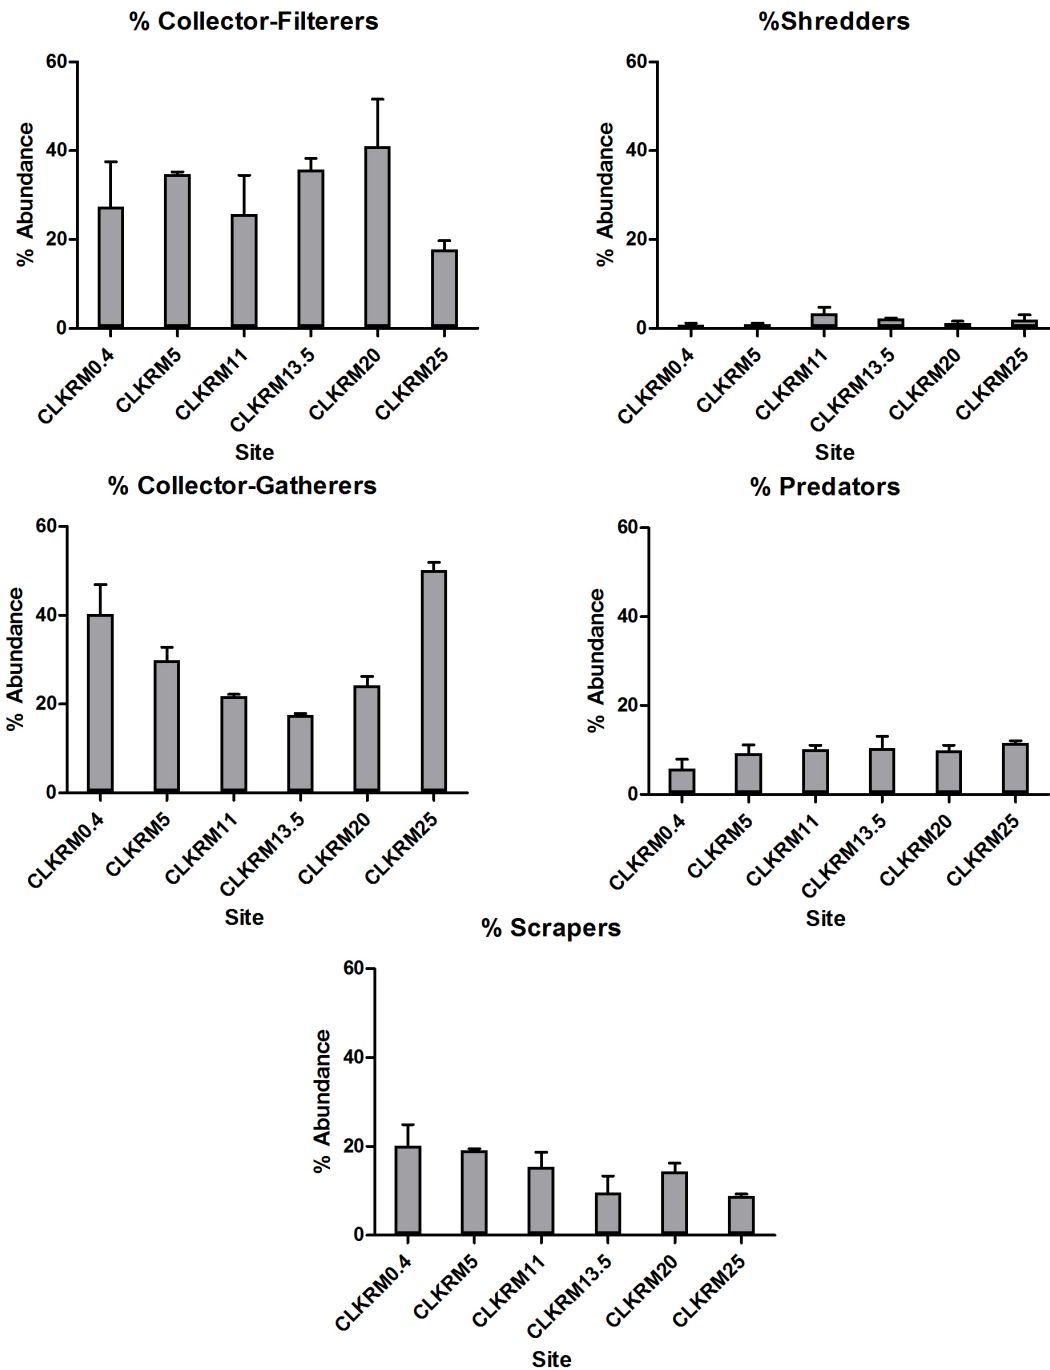 % Collector-Filterers
60
40
20
0
% Abundance
CLKRM0.4
CLKRM5
CLKRM11
CLKRM13.5
CLKRM20
CLKRM25
Site
%Shredders
60
40
20
0
% Abundance
CLKRM0.4
CLKRM5
CLKRM11
CLKRM13.5
CLKRM20
CLKRM25
Site
% Collector-Gatherers
60
40
20
0
% Abundance
CLKRM0.4
CLKRM5
CLKRM11
CLKRM13.5
CLKRM20
CLKRM25
Site
% Predators
60
40
20
0
% Abundance
CLKRM0.4
CLKRM5
CLKRM11
CLKRM13.5
CLKRM20
CLKRM25
Site
% Scrapers
60
40
20
0
% Abundance
CLKRM0.4
CLKRM5
CLKRM11
CLKRM13.5
CLKRM20
CLKRM25
Site